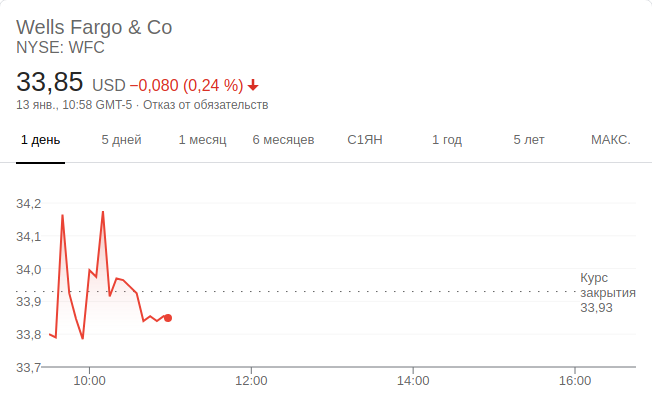 Wells Fargo & Co
NYSE: WFC
33,85 USD −0,080 (0,24 %)
13 янв., 10:58 GMT-5 · Отказ от обязательств
1 день 5 дней 1 месяц 6 месяцев С1ЯН 1 год 5 лет МАКС.
34,2
34,1
34,0
33,9
33,8
33,7
Курс
закрытия
33,93
10:00 12:00 14:00 16:00